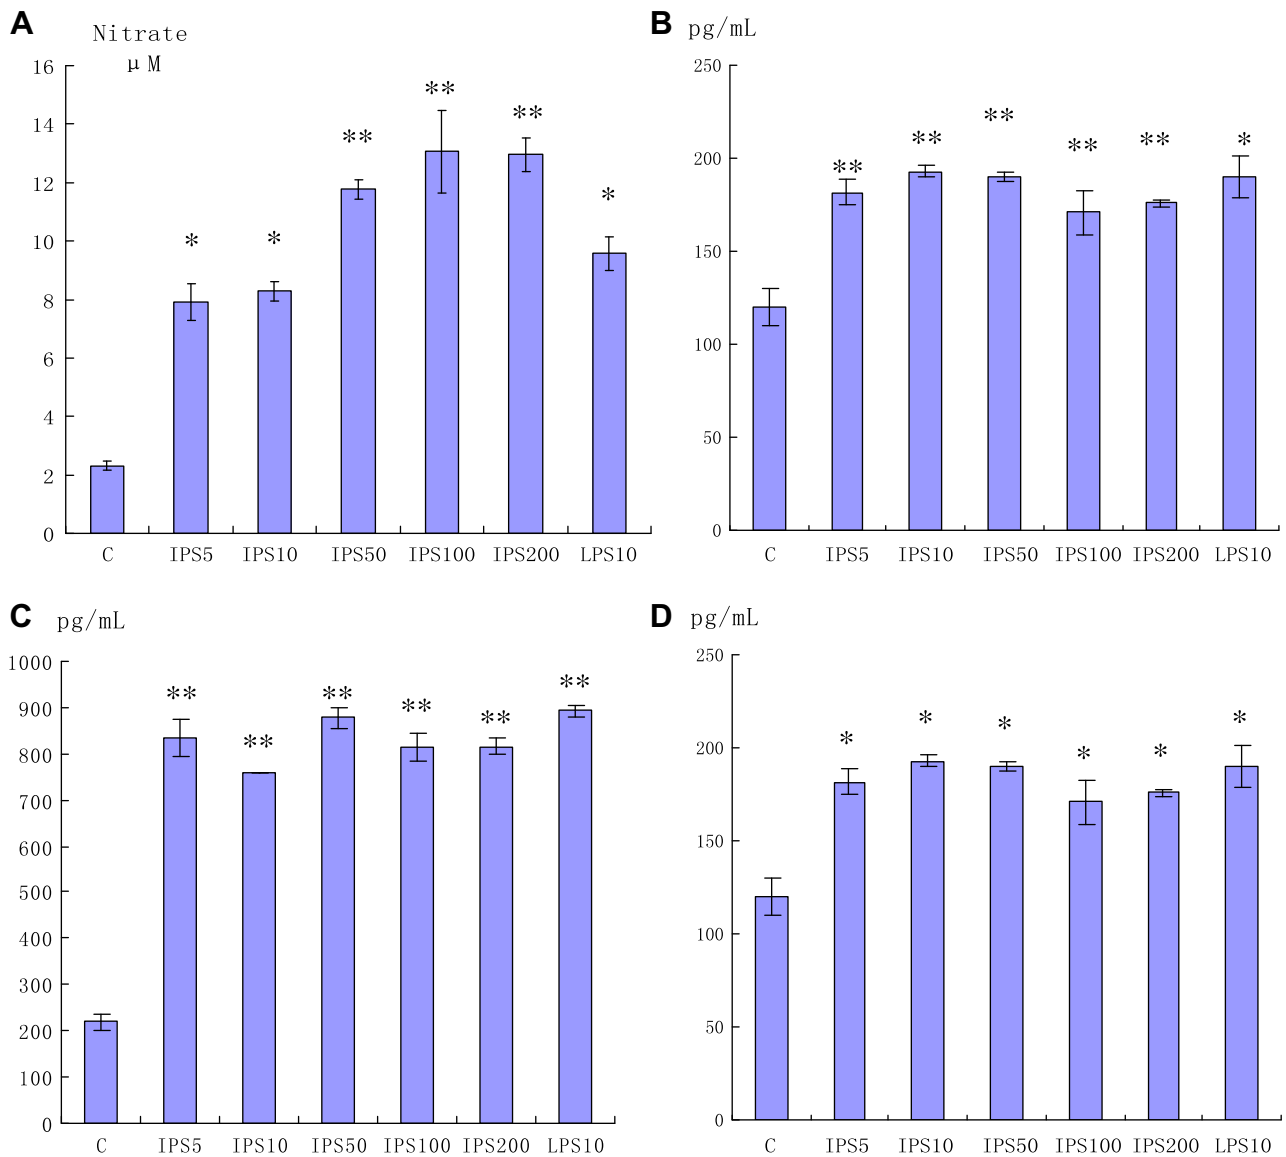 A
Nitrate
μM
16
14
12
10
8
6
4
2
0
* * ** ** ** *
C IPS5 IPS10 IPS50 IPS100 IPS200 LPS10
B pg/mL
250
200
150
100
50
0
** ** ** ** ** *
C IPS5 IPS10 IPS50 IPS100 IPS200 LPS10
C pg/mL
1000
900
800
700
600
500
400
300
200
100
0
** ** ** ** ** **
C IPS5 IPS10 IPS50 IPS100 IPS200 LPS10
D pg/mL
250
200
150
100
50
0
* * * * * *
C IPS5 IPS10 IPS50 IPS100 IPS200 LPS10